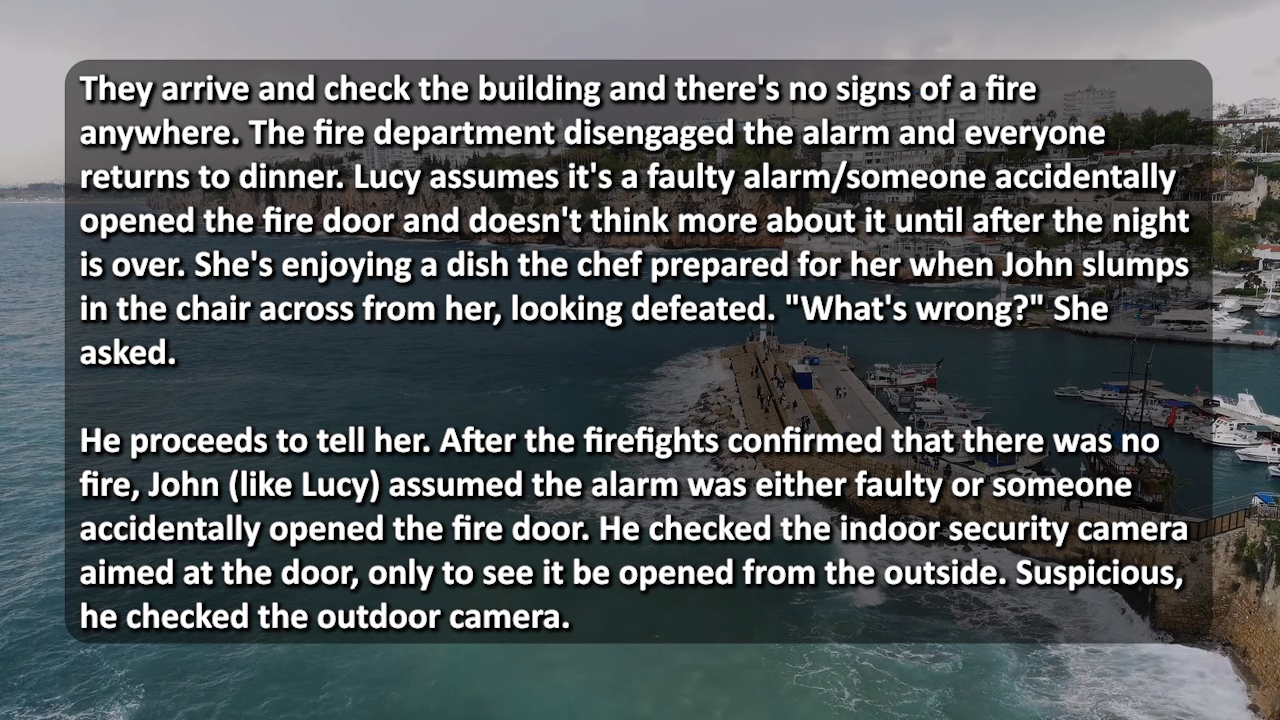 They arrive and check the building and there's no signs of a fire
anywhere. The fire department disengaged the alarm and everyone
returns to dinner. Lucy assumes it's a faulty alarm/someone accidentally
opened the fire door and doesn't think more about it until after the night
is over. She's enjoying a dish the chef prepared for her when John slumps
in the chair across from her, looking defeated. "What's wrong?" She
asked.
He proceeds to tell her. After the firefights confirmed that there was no
fire, John (like Lucy) assumed the alarm was either faulty or someone
accidentally opened the fire door. He checked the indoor security camera
aimed at the door, only to see it be opened from the outside. Suspicious,
he checked the outdoor camera.